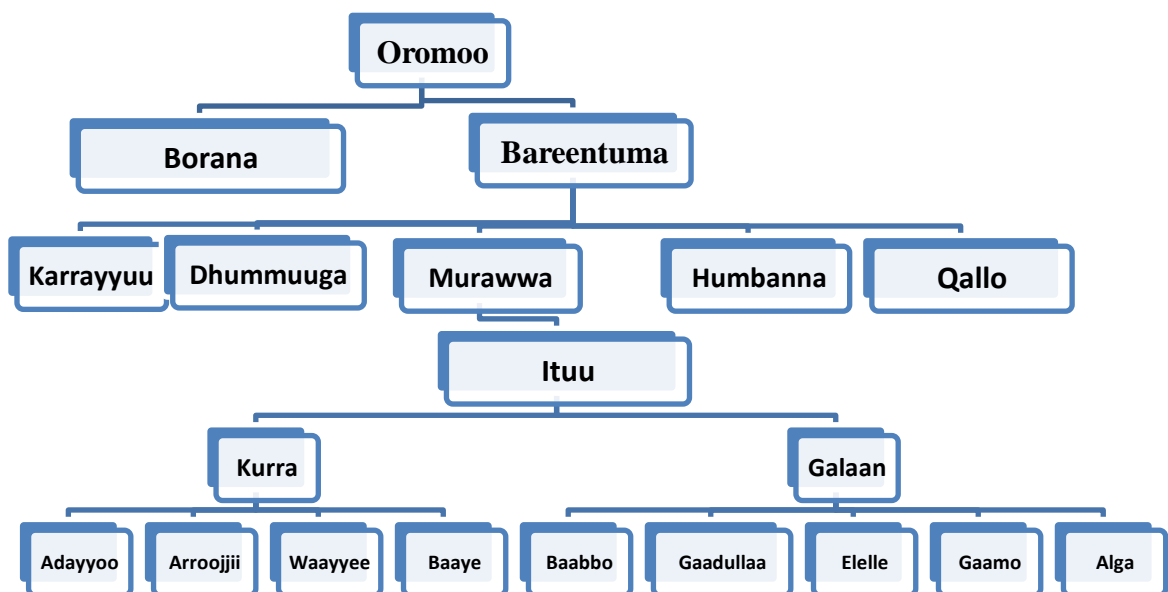 Oromoo
Borana
Bareentuma
Karrayyuu
Dhummuuga
Murawwa
Humbanna
Qallo
Ituu
Kurra
Galaan
Adayyoo
Arroojjii
Waayyee
Baaye
Baabbo
Gaadullaa
Elelle
Gaamo
Alga